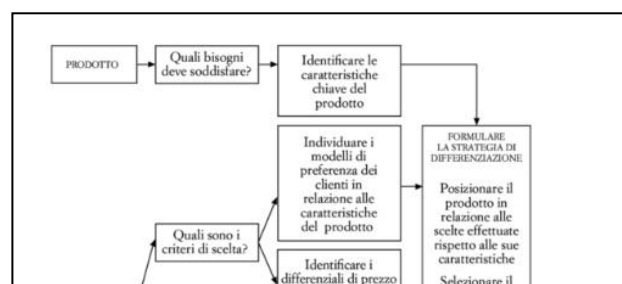 PRODOTTO
Quali bisogni
deve soddisfare?
Identificare le
caratteristiche
chiave del
prodotto
Individuare i
modelli di
preferenza dei
clienti in
relazione alle
caratteristiche
del prodotto
FORMULARE
LA STRATEGIA DI
DIFFERENZIAZIONE
Posizionare il
prodotto in
relazione alle
scelte effettuate
rispetto alle sue
caratteristiche
Selezionare il
Quali sono i
criteri di scelta?
Identificare i
differenziali di prezzo